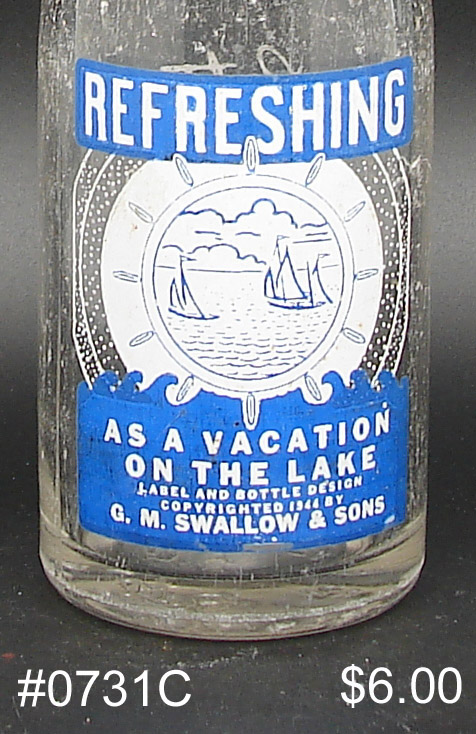 REFRESHING
AS A VACATION
ON THE LAKE
LABEL AND BOTTLE DESIGN
COPYRIGHTED 1944 BY
G. M. SWALLOW & SONS
#0731C $6.00